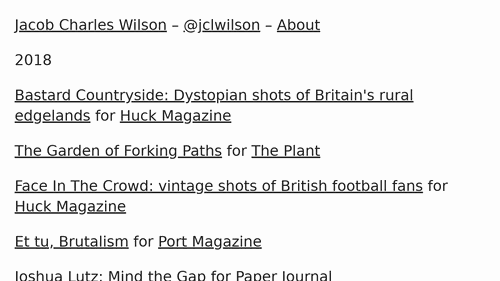 Jacob Charles Wilson – @jclwilson – About
2018
Bastard Countryside: Dystopian shots of Britain's rural
edgelands for Huck Magazine
The Garden of Forking Paths for The Plant
Face In The Crowd: vintage shots of British football fans for
Huck Magazine
Et tu, Brutalism for Port Magazine
Joshua Lutz: Mind the Gap for Paper Journal